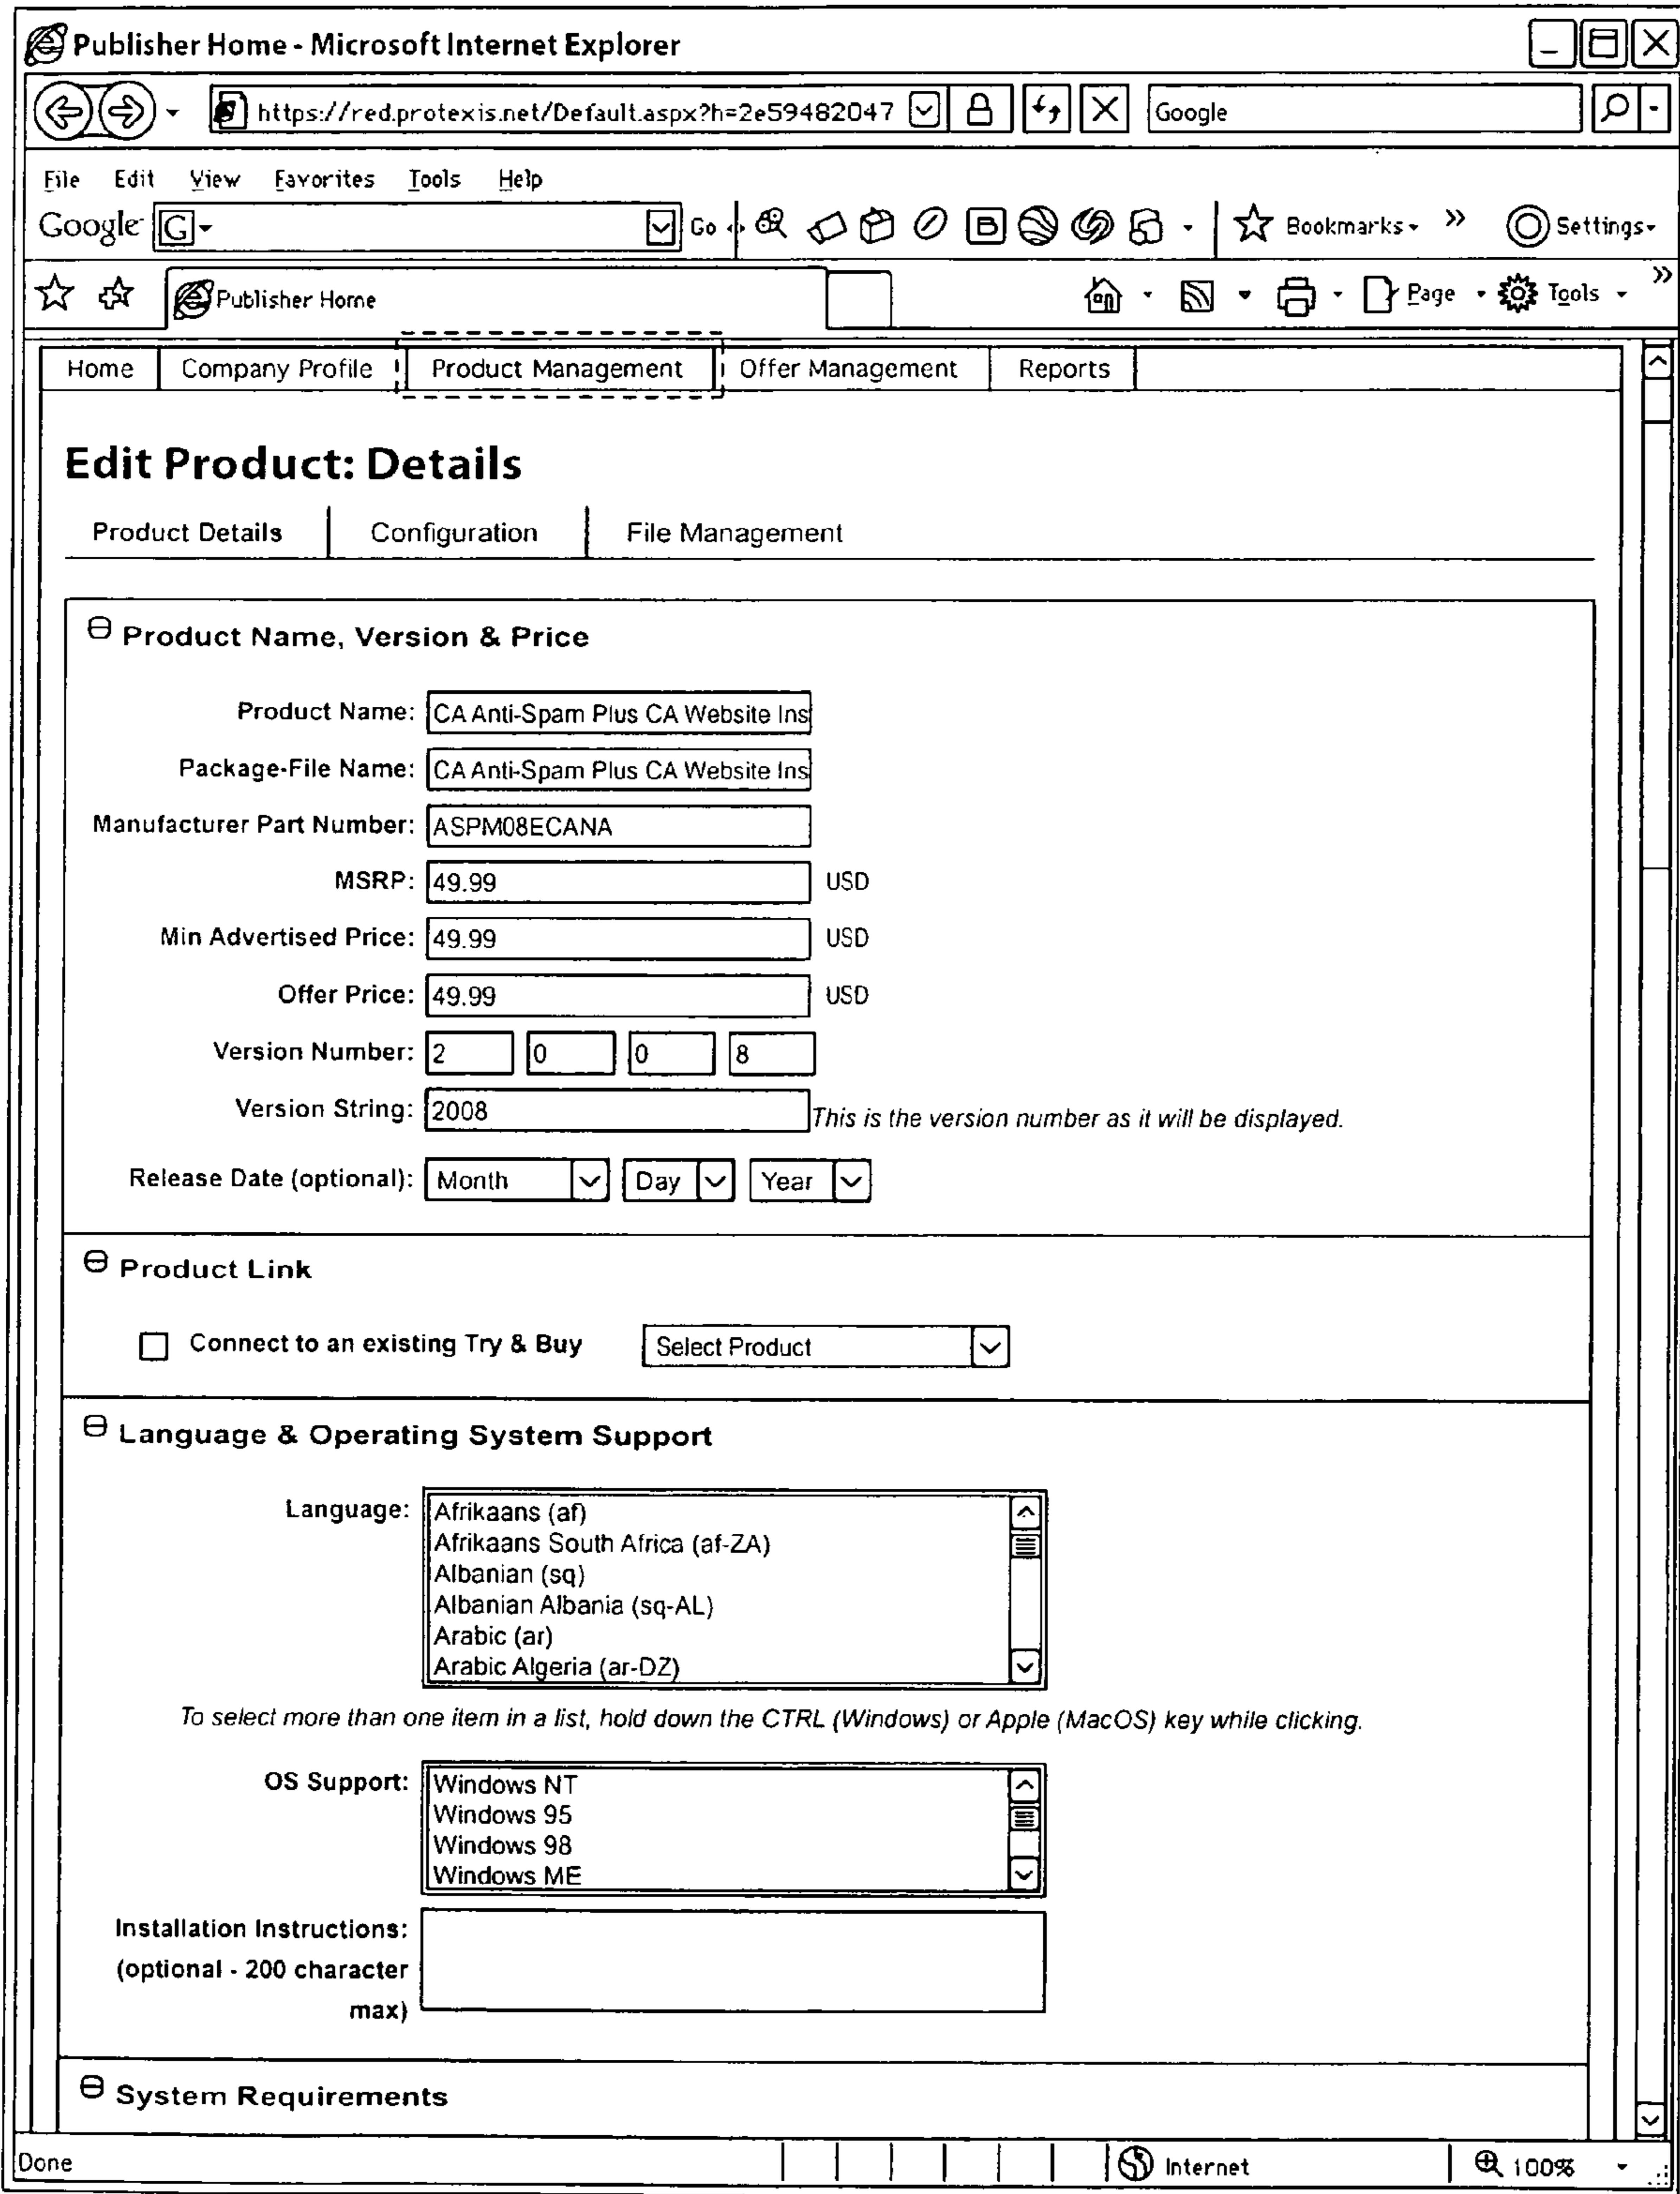 Publisher Home - Microsoft Internet Explorer
https://red.protexis.net/Default.aspx?h=2e59482047 Google
File Edit View Favorites Tools Help
Google G Go B Bookmarks » Settings
Publisher Home Page Tools »
Home Company Profile Product Management Offer Management Reports
Edit Product: Details
Product Details Configuration File Management
Product Name, Version & Price
Product Name: CA Anti-Spam Plus CA Website Ins
Package-File Name: CA Anti-Spam Plus CA Website Ins
Manufacturer Part Number: ASPM08ECANA
MSRP: 49.99 USD
Min Advertised Price: 49.99 USD
Offer Price: 49.99 USD
Version Number: 2 0 0 8
Version String: 2008 This is the version number as it will be displayed.
Release Date (optional): Month Day Year
Product Link
Connect to an existing Try & Buy Select Product
Language & Operating System Support
Language: Afrikaans (af)
Afrikaans South Africa (af-ZA)
Albanian (sq)
Albanian Albania (sq-AL)
Arabic (ar)
Arabic Algeria (ar-DZ)
To select more than one item in a list, hold down the CTRL (Windows) or Apple (MacOS) key while clicking.
OS Support: Windows NT
Windows 95
Windows 98
Windows ME
Installation Instructions:
(optional - 200 character
max)
System Requirements
Done Internet 100%